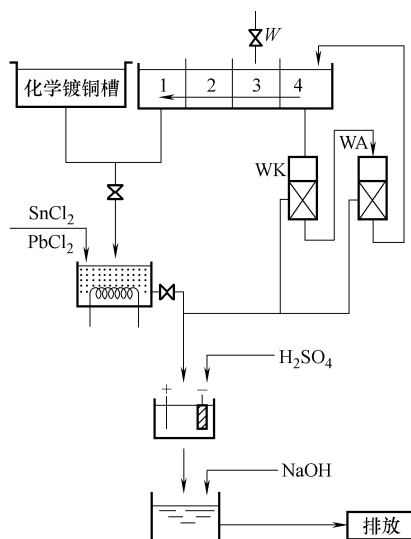 W
化学镀铜槽
1 2 3 4
WK
WA
SnCl₂
PbCl₂
H₂SO₄
+ −
NaOH
排放